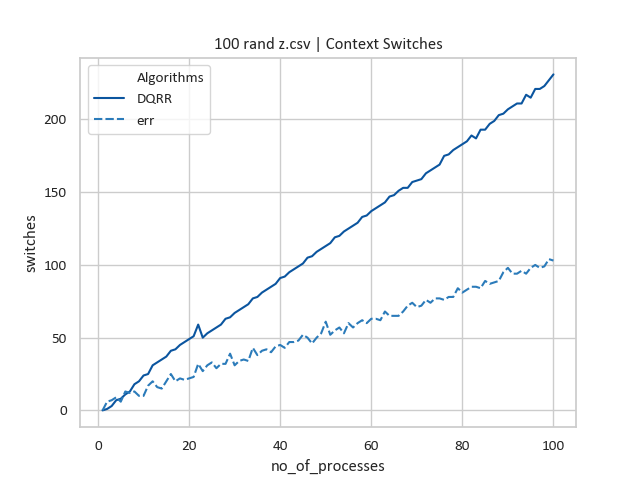 100 rand z.csv | Context Switches
Algorithms
DQRR
err
switches
200
150
100
50
0
0 20 40 60 80 100
no_of_processes